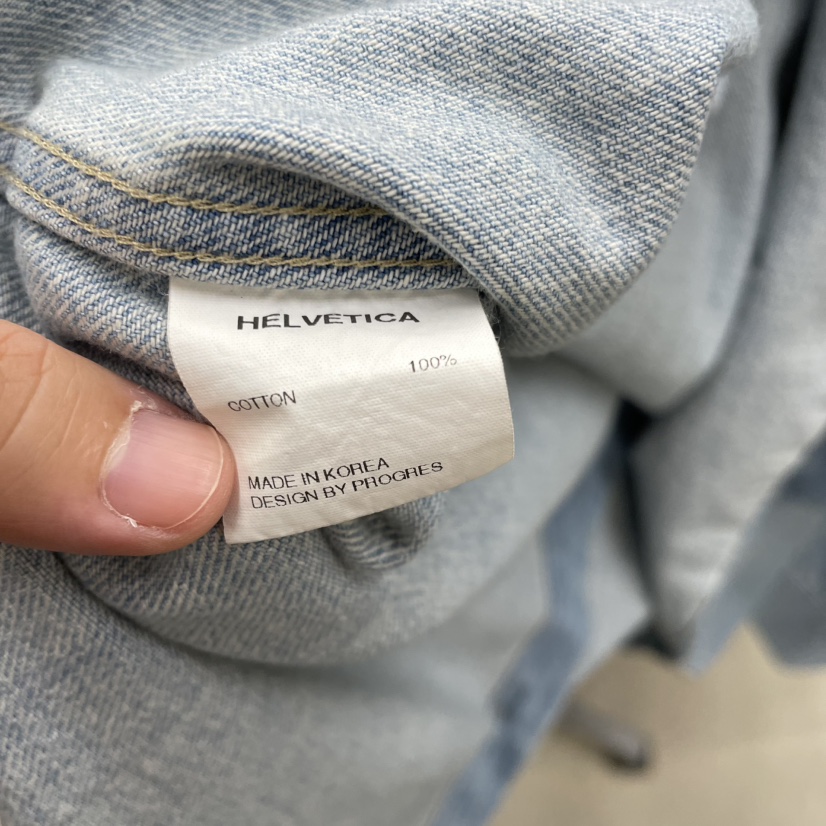 HELVETICA
100%
COTTON
MADE IN KOREA
DESIGN BY PROGRES